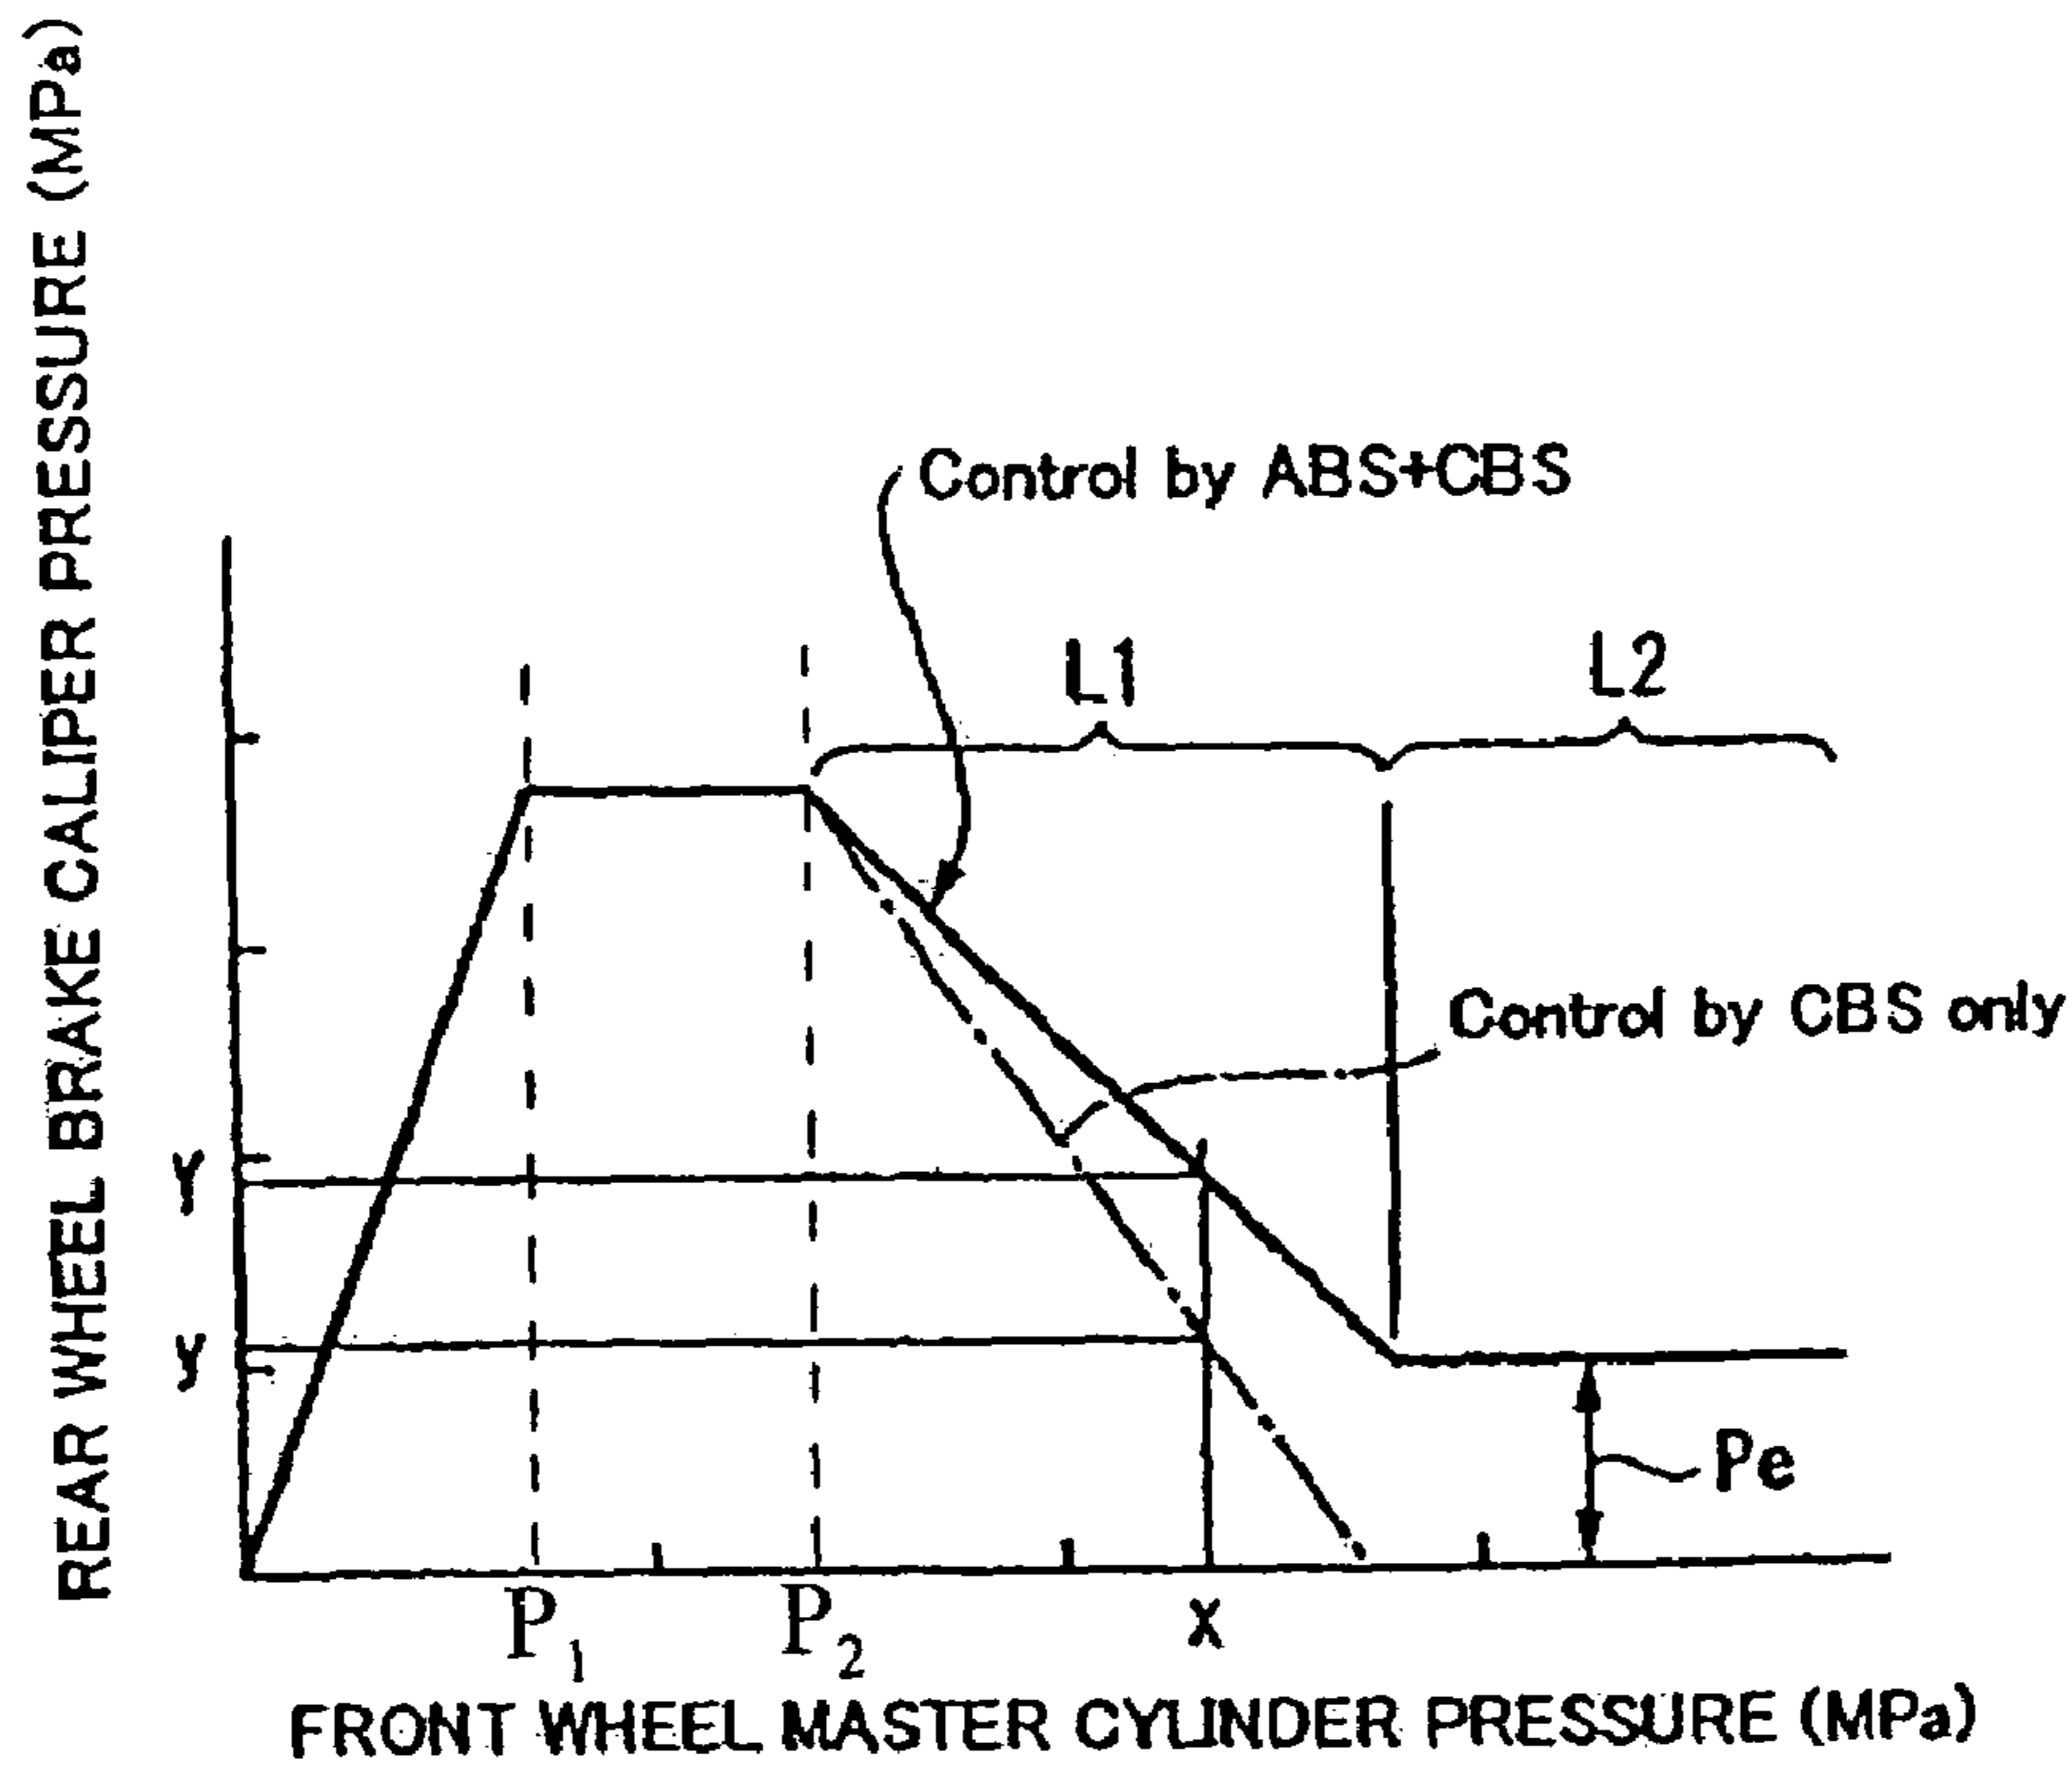 REAR WHEEL BRAKE CALIPER PRESSURE (MPa)
Control by ABS+CBS
L1
L2
Control by CBS only
Y
y
Pe
P1
P2
x
FRONT WHEEL MASTER CYLINDER PRESSURE (MPa)